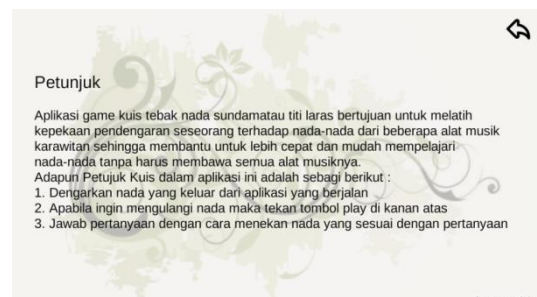 Petunjuk
Aplikasi game kuis tebak nada sundamatau titi laras bertujuan untuk melatih
kepekaan pendengaran seseorang terhadap nada-nada dari beberapa alat musik
karawitan sehingga membantu untuk lebih cepat dan mudah mempelajari
nada-nada tanpa harus membawa semua alat musiknya.
Adapun Petujuk Kuis dalam aplikasi ini adalah sebagi berikut :
1. Dengarkan nada yang keluar dari aplikasi yang berjalan
2. Apabila ingin mengulangi nada maka tekan tombol play di kanan atas
3. Jawab pertanyaan dengan cara menekan nada yang sesuai dengan pertanyaan